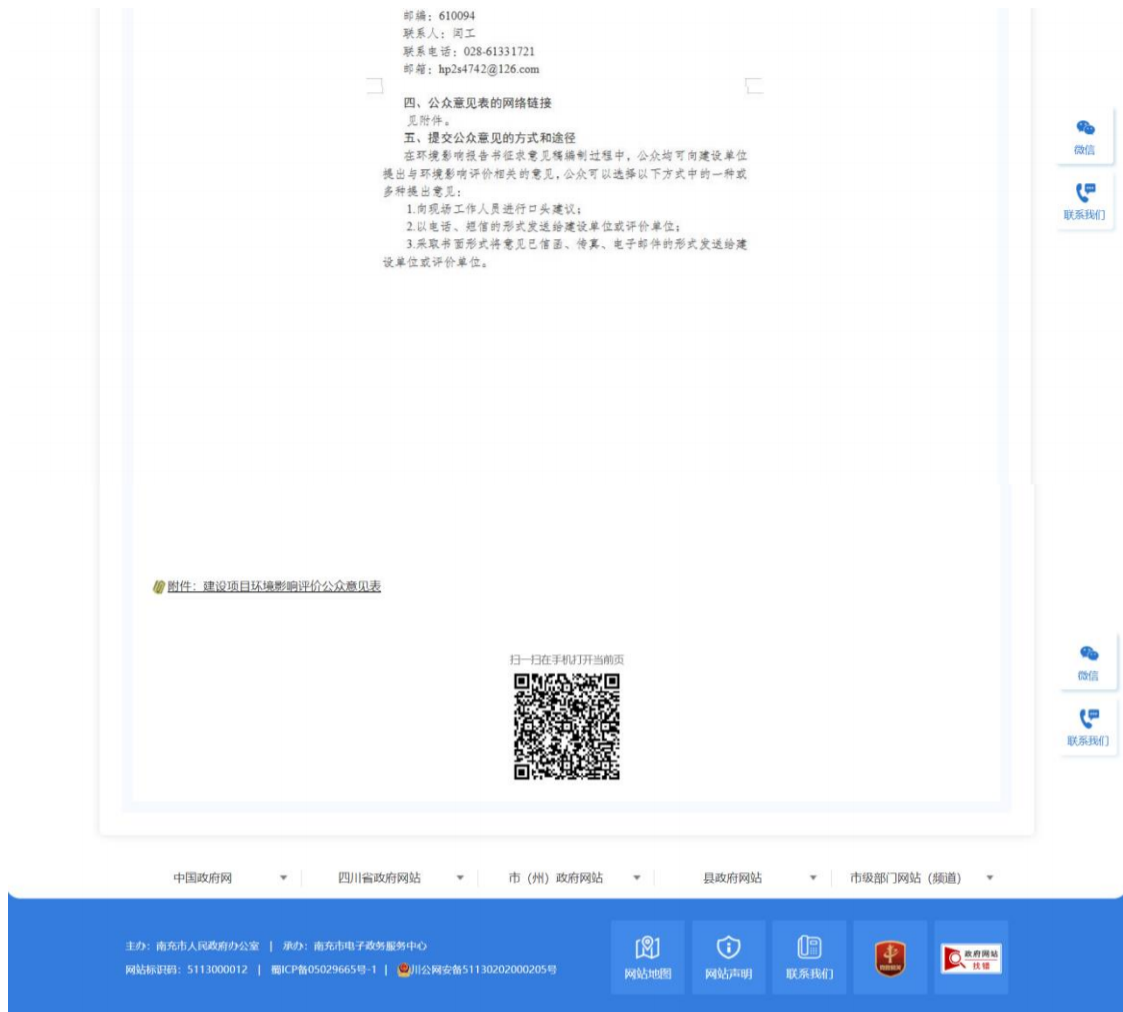 邮编：610094
联系人：闵工
联系电话：028-61331721
邮箱：hp2s4742@126.com
四、公众意见表的网络链接
见附件。
五、提交公众意见的方式和途径
在环境影响报告书征求意见稿编制过程中，公众均可向建设单位
提出与环境影响评价相关的意见，公众可以选择以下方式中的一种或
多种提出意见：
1.向现场工作人员进行口头建议；
2.以电话、短信的形式发送给建设单位或评价单位；
3.采取书面形式将意见已信函、传真、电子邮件的形式发送给建
设单位或评价单位。
微信
联系我们
附件：建设项目环境影响评价公众意见表
扫一扫在手机打开当前页
微信
联系我们
中国政府网
四川省政府网站
市（州）政府网站
县政府网站
市级部门网站（频道）
主办：南充市人民政府办公室 | 承办：南充市电子政务服务中心
网站标识码：5113000012 | 蜀ICP备05029665号-1 | 川公网安备51130202000205号
网站地图
网站声明
联系我们
政府网站
找错